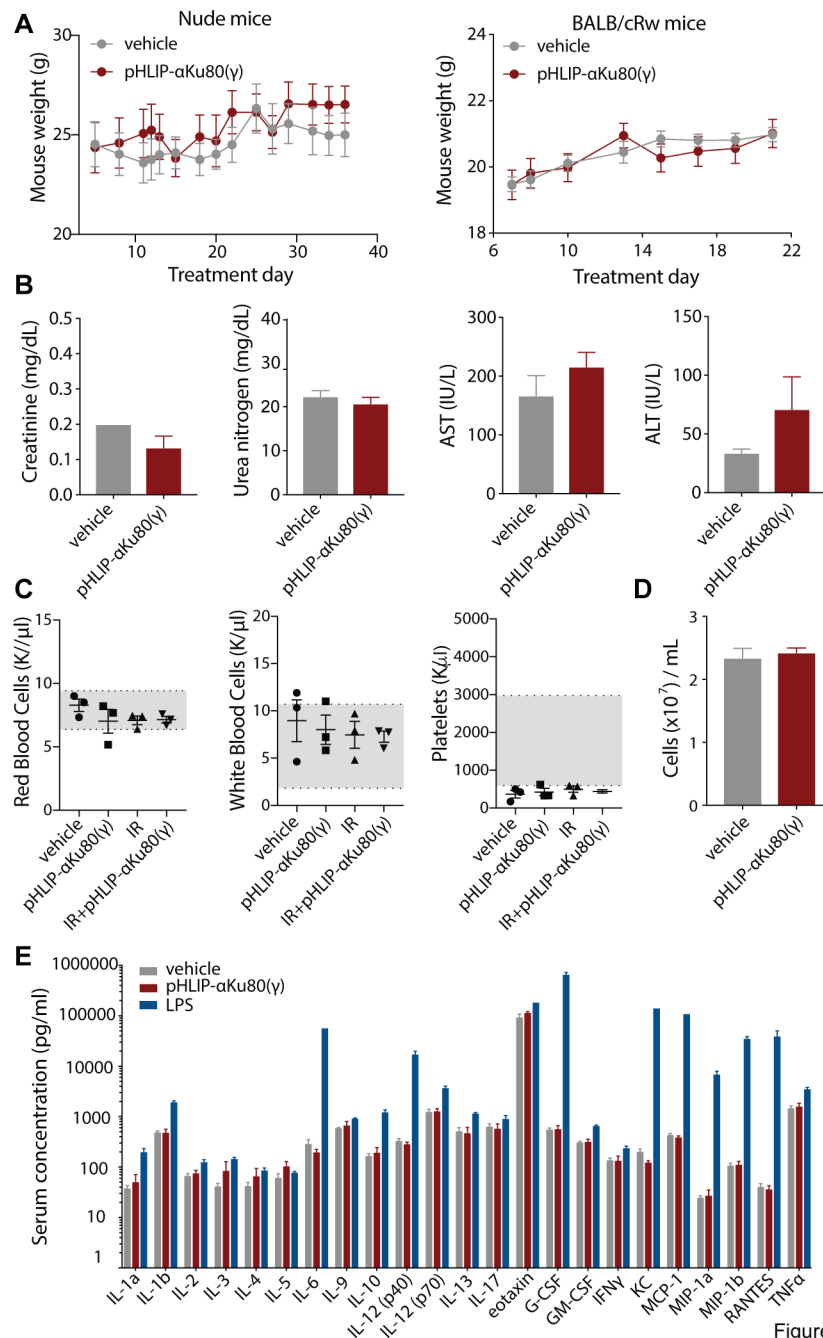 A
Nude mice
vehicle
pHLIP-αKu80(γ)
Mouse weight (g)
30
25
20
10
20
30
40
Treatment day
BALB/cRw mice
vehicle
pHLIP-αKu80(γ)
Mouse weight (g)
24
22
20
18
6
10
14
18
22
Treatment day
B
Creatinine (mg/dL)
0.5
0.4
0.3
0.2
0.1
0.0
vehicle
pHLIP-αKu80(γ)
Urea nitrogen (mg/dL)
40
30
20
10
0
vehicle
pHLIP-αKu80(γ)
AST (IU/L)
300
200
150
0
vehicle
pHLIP-αKu80(γ)
ALT (IU/L)
150
100
50
0
vehicle
pHLIP-αKu80(γ)
C
Red Blood Cells (K//μl)
15
10
5
0
vehicle
pHLIP-αKu80(γ)
IR
IR+pHLIP-αKu80(γ)
White Blood Cells (K/μl)
20
15
10
5
0
vehicle
pHLIP-αKu80(γ)
IR
IR+pHLIP-αKu80(γ)
Platelets (K/μl)
5000
4000
3000
2000
1000
400
0
vehicle
pHLIP-αKu80(γ)
IR
IR+pHLIP-αKu80(γ)
D
Cells (x10⁷) / mL
3
2
1
0
vehicle
pHLIP-αKu80(γ)
E
vehicle
pHLIP-αKu80(γ)
LPS
Serum concentration (pg/ml)
1000000
100000
10000
1000
100
10
1
IL-1a
IL-1b
IL-2
IL-3
IL-4
IL-5
IL-6
IL-9
IL-10
IL-12 (p40)
IL-12 (p70)
IL-13
IL-17
eotaxin
G-CSF
GM-CSF
IFNγ
KC
MCP-1
MIP-1a
MIP-1b
RANTES
TNFα
Figure